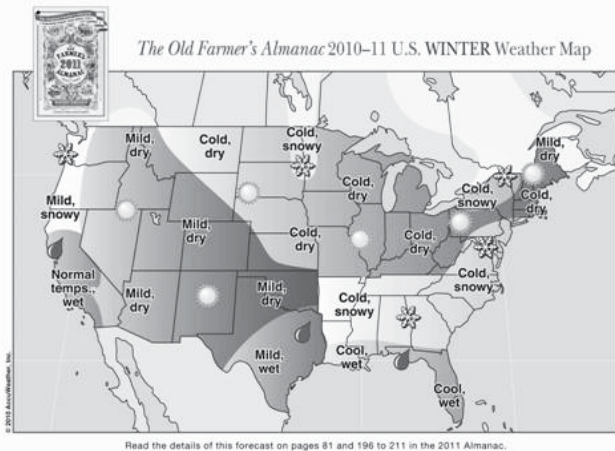 FARMER'S
2011
ALMANAC
The Old Farmer's Almanac 2010–11 U.S. WINTER Weather Map
Mild,
dry
Cold,
dry
Cold,
snowy
Mild,
dry
Mild,
snowy
Mild,
dry
Cold,
dry
Cold,
dry
Cold,
dry
Cold,
snowy
Cold,
dry
Normal
temps.,
wet
Mild,
dry
Mild,
dry
Cold,
snowy
Cold,
snowy
Mild,
wet
Cool,
wet
Cool,
wet
© 2010 AccuWeather, Inc.
Read the details of this forecast on pages 81 and 196 to 211 in the 2011 Almanac.